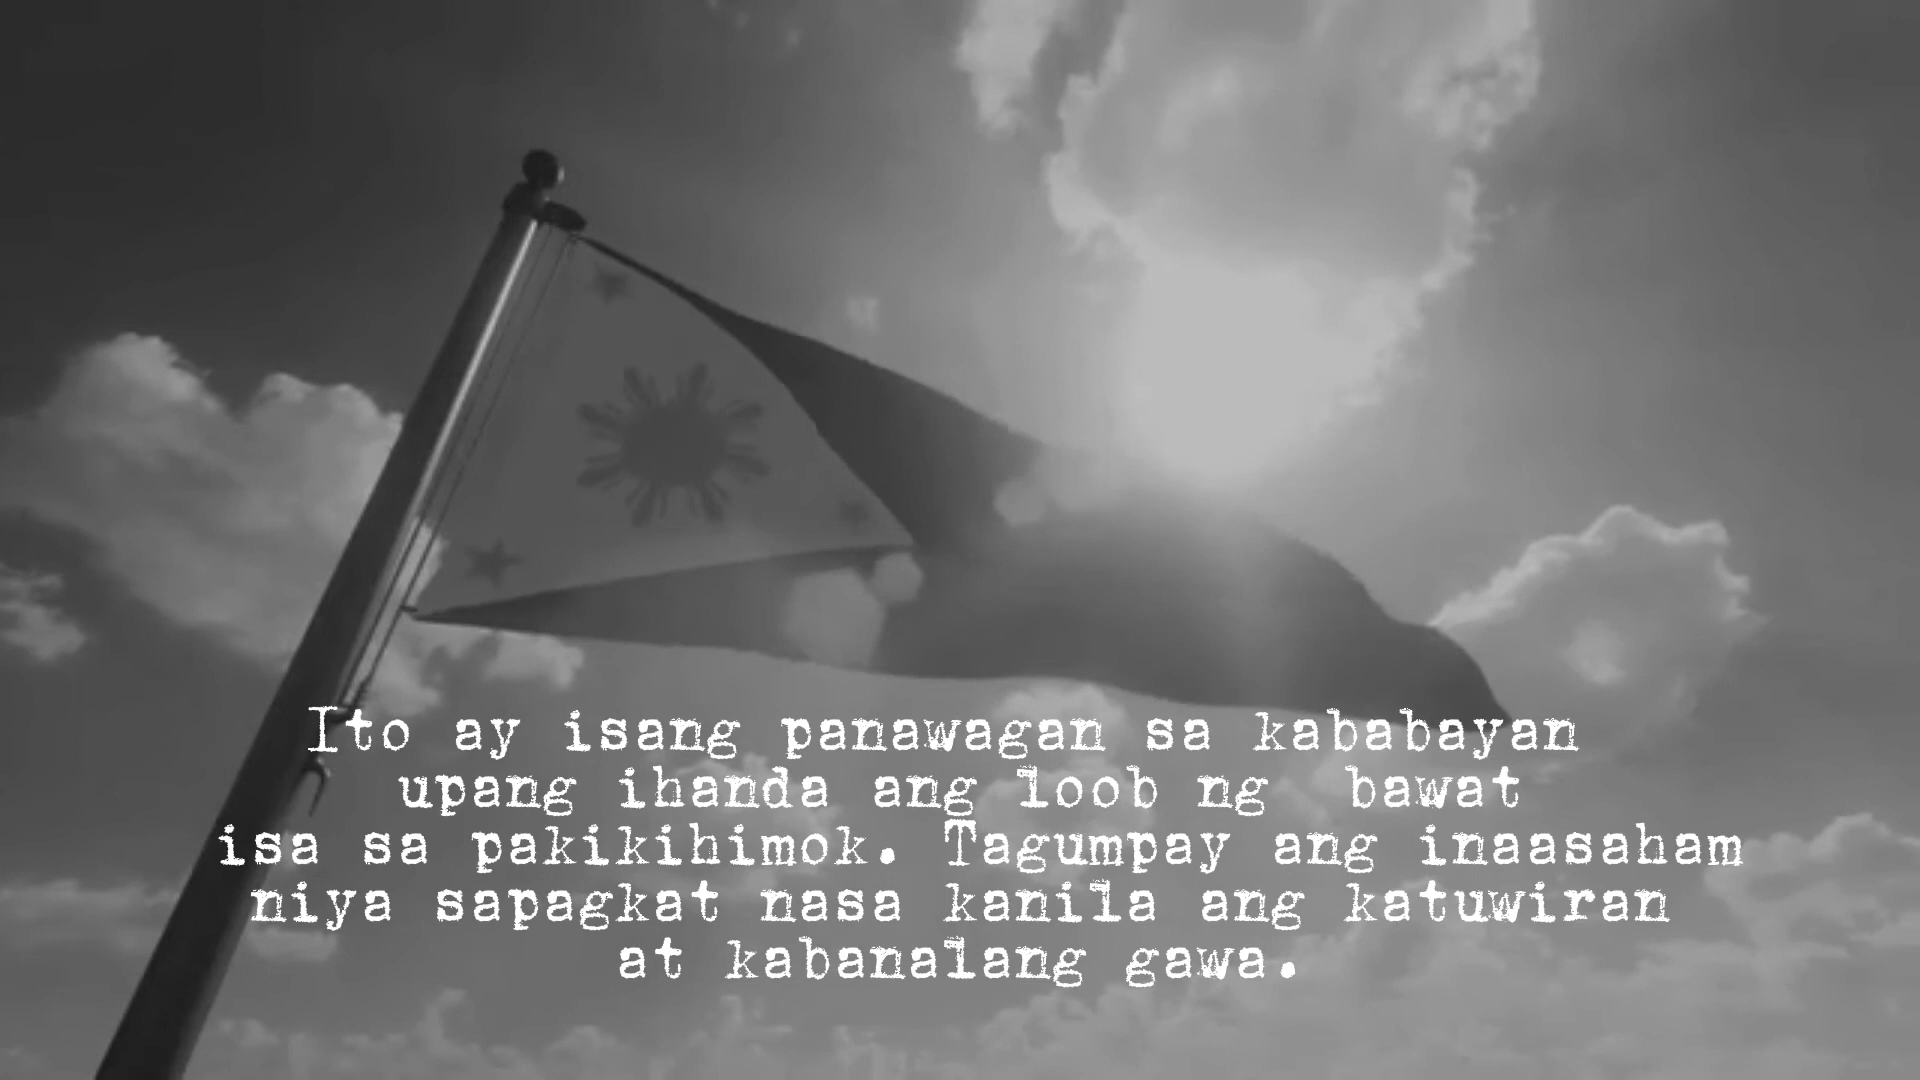 Ito ay isang panawagan sa kababayan
upang ihanda ang loob ng bawat
isa sa pakikihimok. Tagumpay ang inaasaham
niya sapagkat nasa kanila ang katuwiran
at kabanalang gawa.